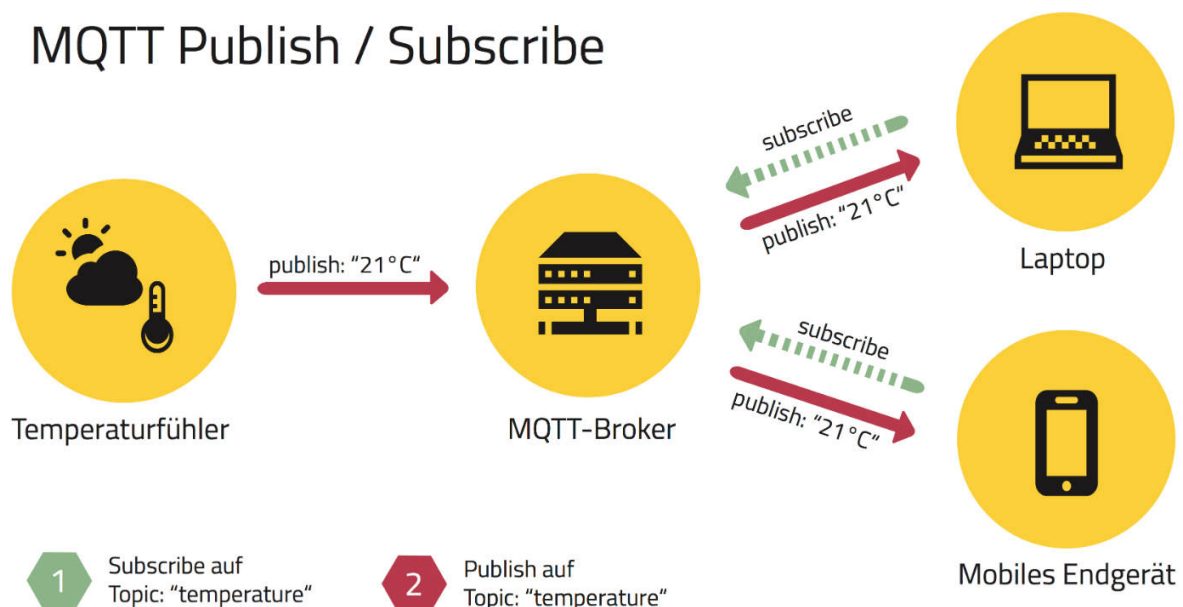 MQTT Publish / Subscribe
subscribe
publish: “21°C“
Laptop
publish: “21°C“
subscribe
publish: “21°C“
Temperaturfühler
MQTT-Broker
Mobiles Endgerät
1
Subscribe auf
Topic: “temperature“
2
Publish auf
Topic: “temperature“